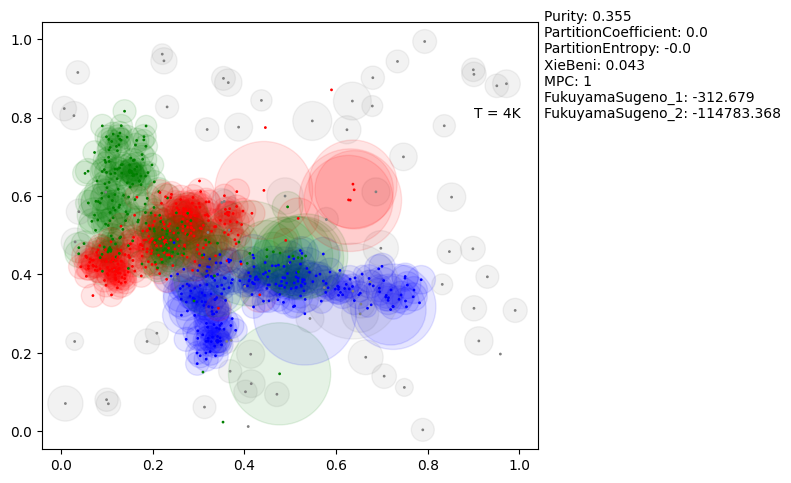 Purity: 0.355
PartitionCoefficient: 0.0
PartitionEntropy: -0.0
XieBeni: 0.043
MPC: 1
FukuyamaSugeno_1: -312.679
FukuyamaSugeno_2: -114783.368
T = 4K
1.0
0.8
0.6
0.4
0.2
0.0
0.0 0.2 0.4 0.6 0.8 1.0